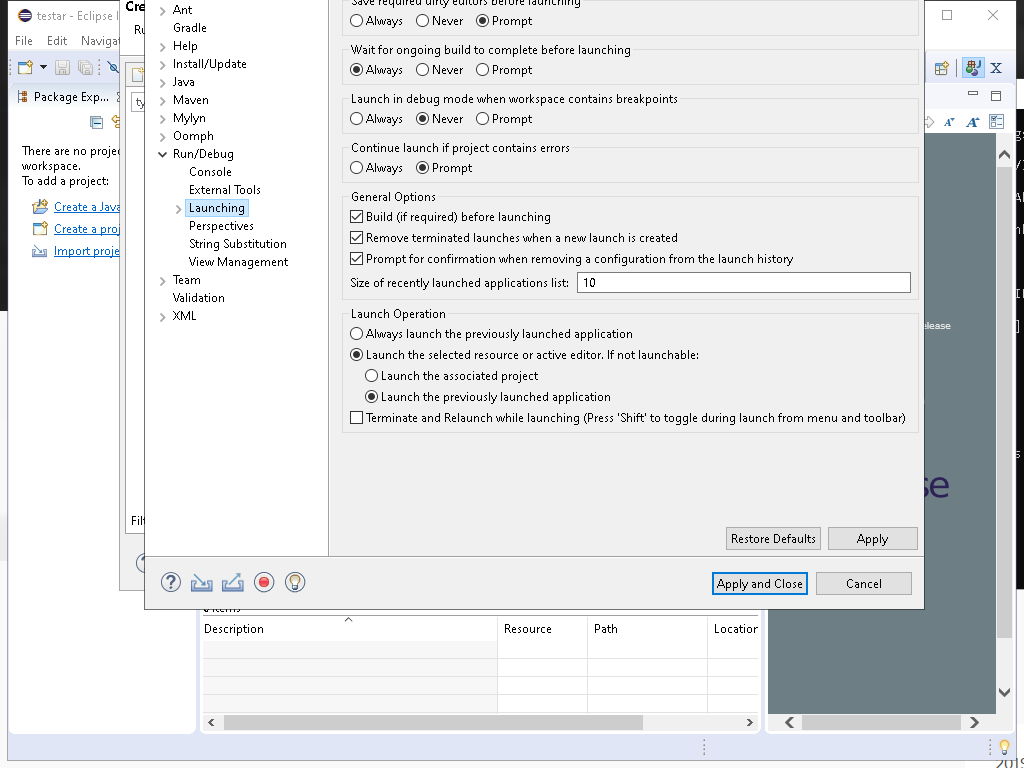 testar - Eclipse I
Cre
File Edit Navigat
Ru
Package Exp...
ty
There are no proje
workspace.
To add a project:
Create a Java
Create a proj
Import proje
Filt
Ant
Gradle
Help
Install/Update
Java
Maven
Mylyn
Oomph
Run/Debug
Console
External Tools
Launching
Perspectives
String Substitution
View Management
Team
Validation
XML
Save required dirty editors before launching
Always Never Prompt
Wait for ongoing build to complete before launching
Always Never Prompt
Launch in debug mode when workspace contains breakpoints
Always Never Prompt
Continue launch if project contains errors
Always Prompt
General Options
Build (if required) before launching
Remove terminated launches when a new launch is created
Prompt for confirmation when removing a configuration from the launch history
Size of recently launched applications list: 10
Launch Operation
Always launch the previously launched application
Launch the selected resource or active editor. If not launchable:
Launch the associated project
Launch the previously launched application
Terminate and Relaunch while launching (Press 'Shift' to toggle during launch from menu and toolbar)
Restore Defaults Apply
Apply and Close Cancel
elease
se
items
Description Resource Path Location
2019